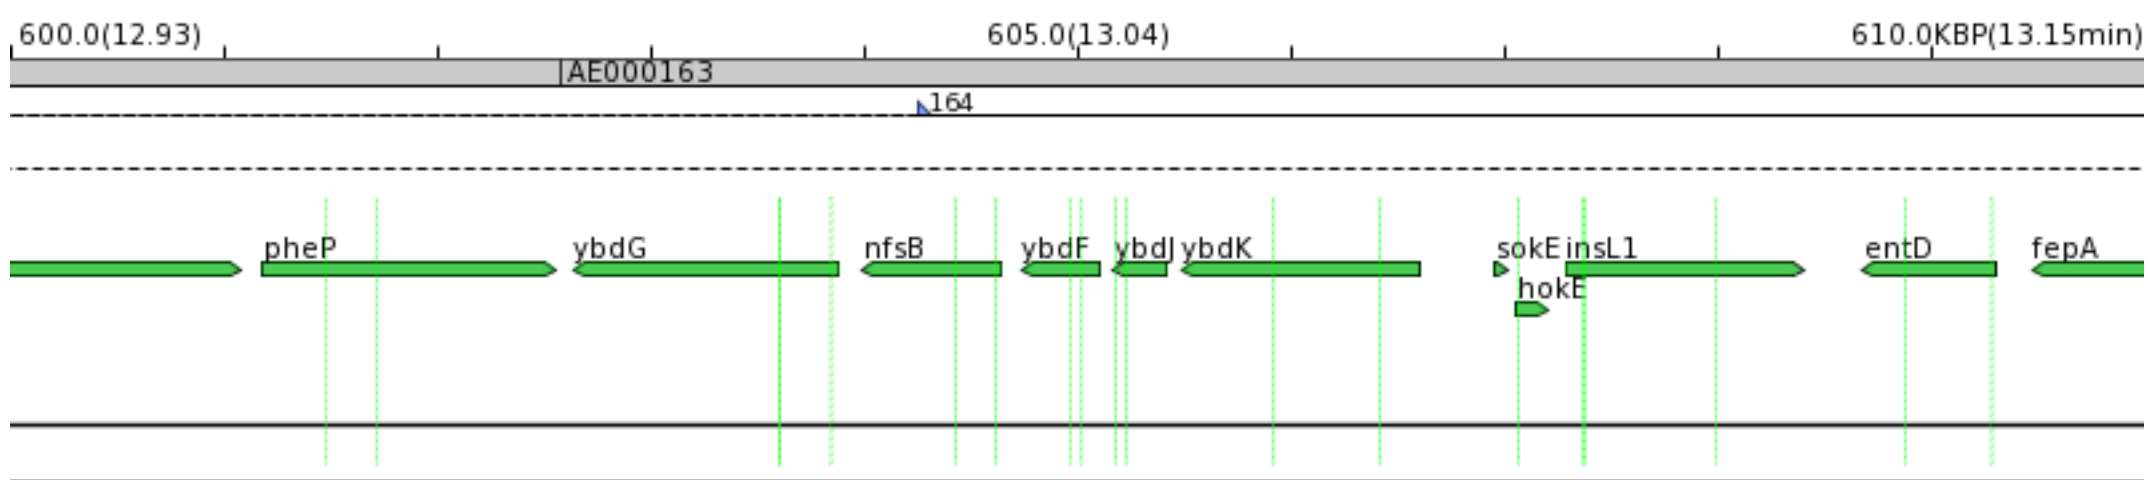 600.0(12.93) 605.0(13.04) 610.0KBP(13.15min)
AE000163
164
pheP ybdG nfsB ybdF ybdJ ybdK sokE insL1 entD fepA
hokE